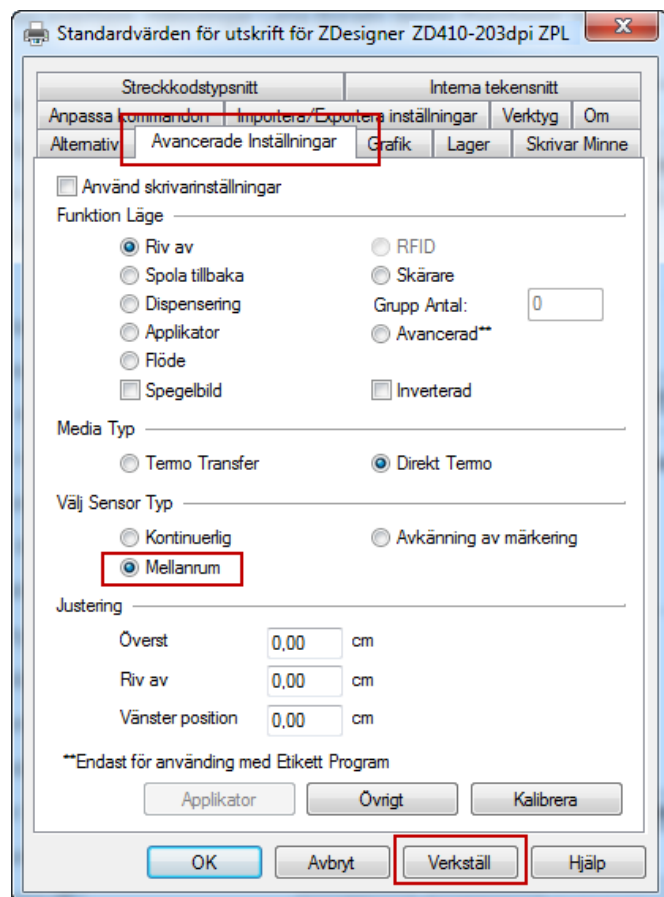 Standardvärden för utskrift för ZDesigner ZD410-203dpi ZPL
Streckkodstypsnitt Interna tekensnitt
Anpassa kommandon Importera/Exportera inställningar Verktyg Om
Alternativ Avancerade Inställningar Grafik Lager Skrivar Minne
Använd skrivarinställningar
Funktion Läge
Riv av RFID
Spola tillbaka Skärare
Dispensering Grupp Antal: 0
Applikator Avancerad**
Flöde
Spegelbild Inverterad
Media Typ
Termo Transfer Direkt Termo
Välj Sensor Typ
Kontinuerlig Avkänning av märkering
Mellanrum
Justering
Överst 0,00 cm
Riv av 0,00 cm
Vänster position 0,00 cm
**Endast för använding med Etikett Program
Applikator Övrigt Kalibrera
OK Avbryt Verkställ Hjälp